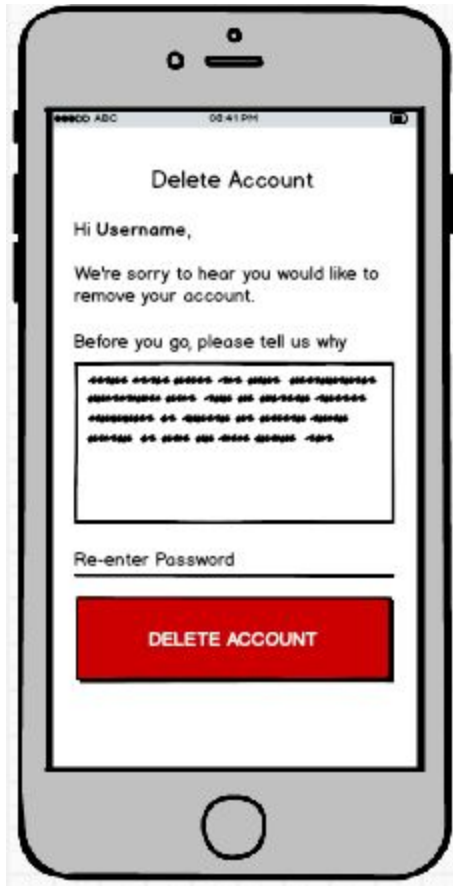 ABC 08:41 PM
Delete Account
Hi Username,
We're sorry to hear you would like to
remove your account.
Before you go, please tell us why
Re-enter Password
DELETE ACCOUNT